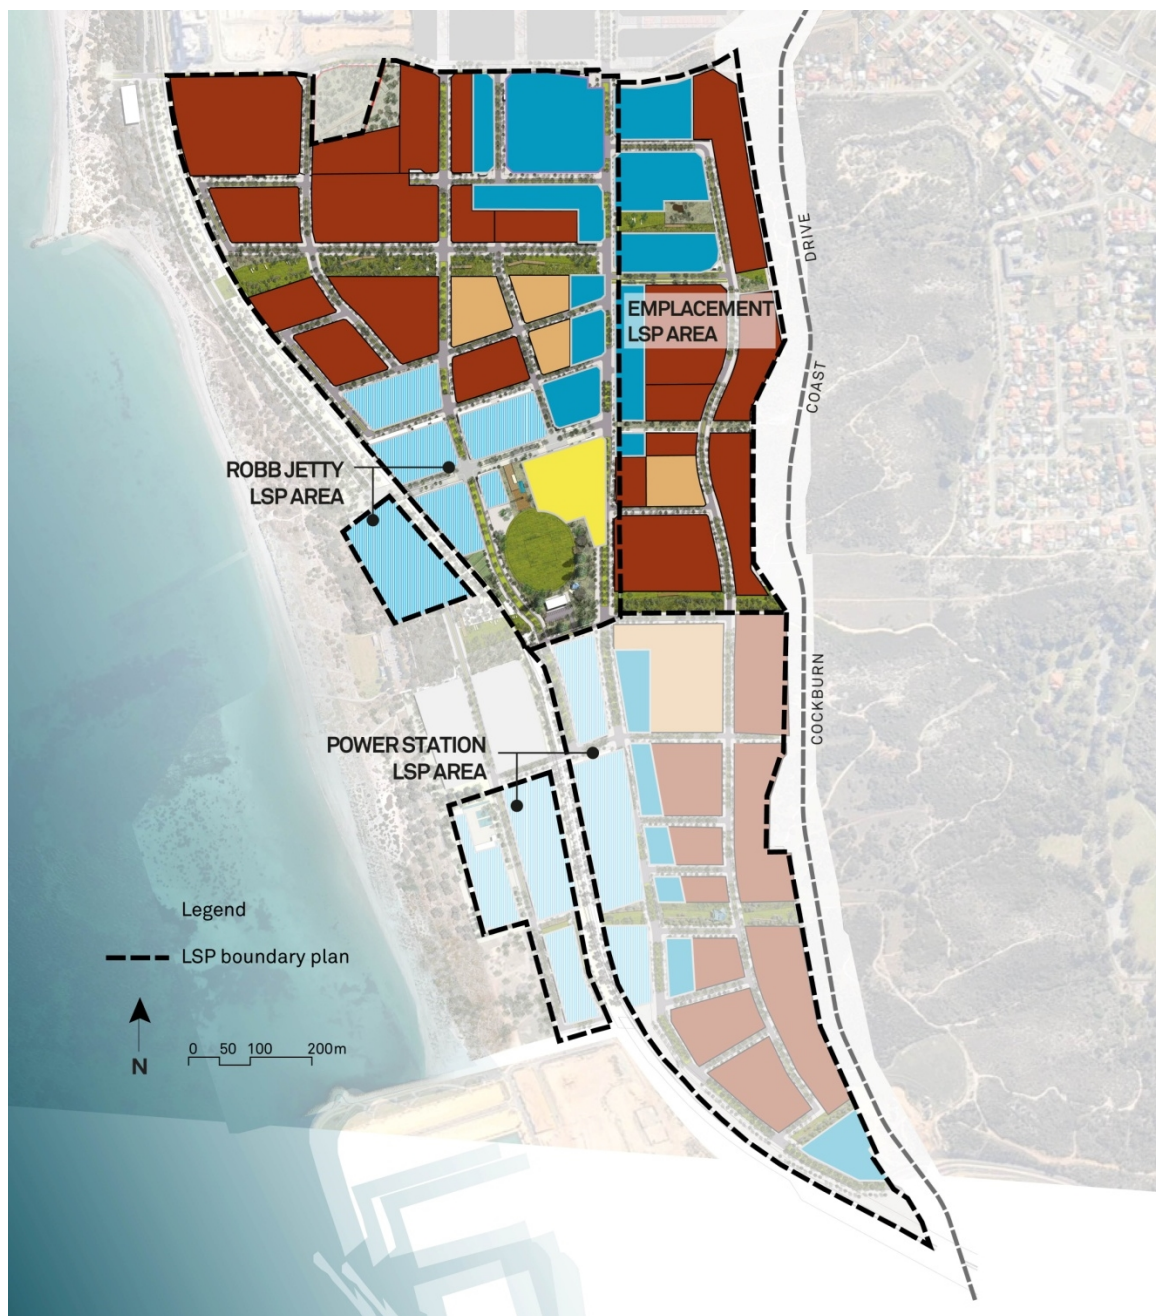 EMPLACEMENT
LSP AREA
DRIVE
COAST
COCKBURN
ROBB JETTY
LSP AREA
POWER STATION
LSP AREA
Legend
LSP boundary plan
N
0 50 100 200m